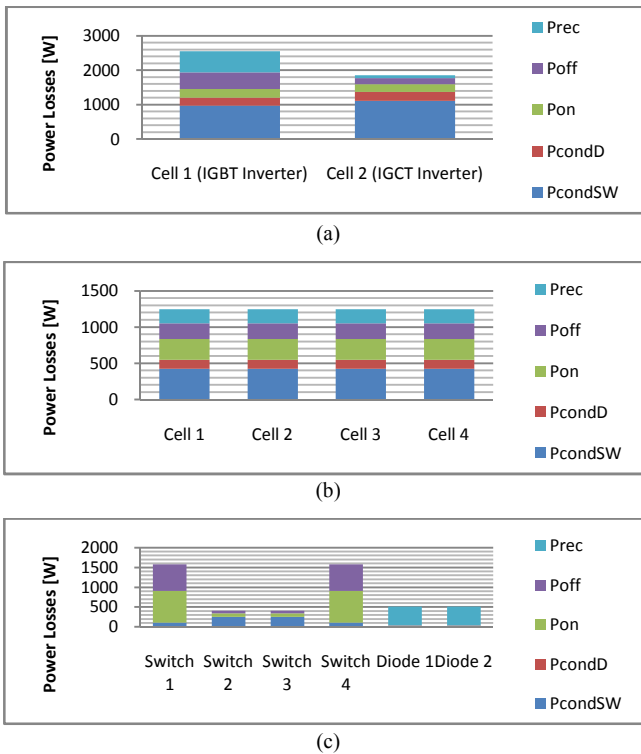 Power Losses [W]
3000
2000
1000
0
Cell 1 (IGBT Inverter) Cell 2 (IGCT Inverter)
Prec
Poff
Pon
PcondD
PcondSW
(a)
Power Losses [W]
1500
1000
500
0
Cell 1 Cell 2 Cell 3 Cell 4
Prec
Poff
Pon
PcondD
PcondSW
(b)
Power Losses [W]
2000
1500
1000
500
0
Switch Switch Switch Switch Diode 1 Diode 2
1 2 3 4
Prec
Poff
Pon
PcondD
PcondSW
(c)